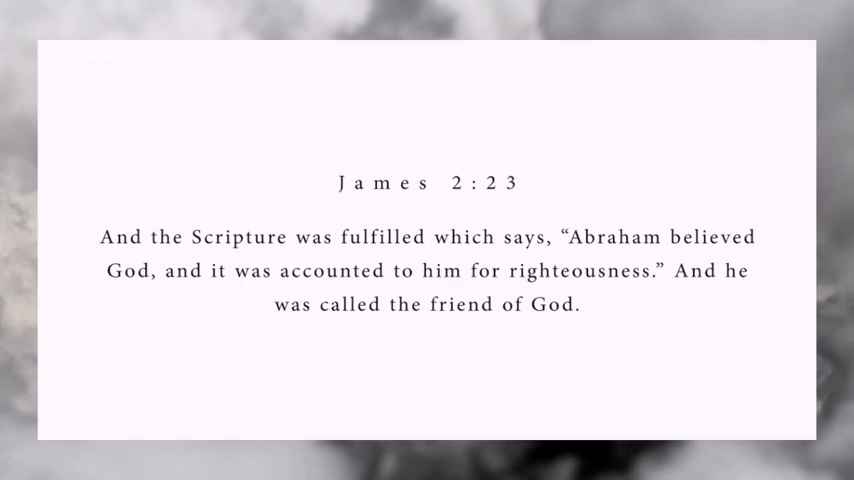 James 2:23
And the Scripture was fulfilled which says, “Abraham believed
God, and it was accounted to him for righteousness.” And he
was called the friend of God.